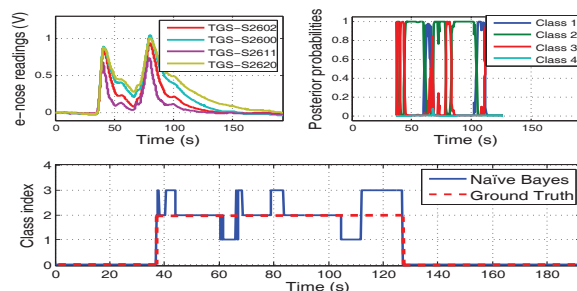 e-nose readings (V)
1
0.5
0
0
50
100
150
Time (s)
TGS-S2602
TGS-S2600
TGS-S2611
TGS-S2620
Posterior probabilities
1
0.8
0.6
0.4
0.2
0
0
50
100
150
Time (s)
Class 1
Class 2
Class 3
Class 4
Class index
4
3
2
1
0
0
20
40
60
80
100
120
140
160
180
Time (s)
Naïve Bayes
Ground Truth